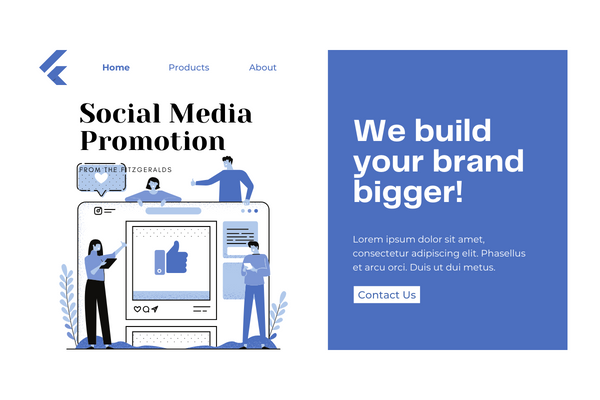 Home Products About
Social Media
Promotion
FROM THE FITZGERALDS
We build
your brand
bigger!
Lorem ipsum dolor sit amet,
consectetur adipiscing elit. Phasellus
et arcu orci. Duis ut dui metus.
Contact Us